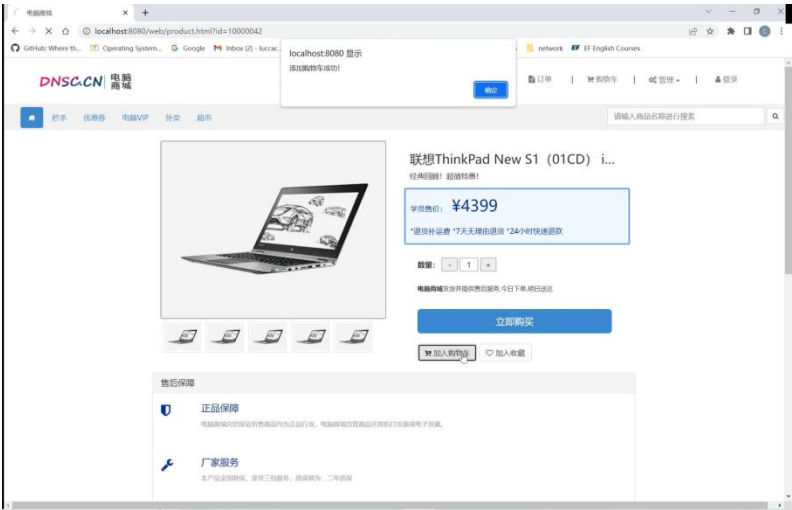 电脑商城
localhost:8080/web/product.html?id=10000042
GitHub: Where th... Operating System... Google Inbox (2) - luccac... network EF English Courses
localhost:8080 显示
添加购物车成功!
确定
DNSC.CN 电脑商城
订单 | 购物车 | 管理 | 登录
秒杀 优惠券 电脑VIP 外卖 超市 请输入商品名称进行搜索
联想ThinkPad New S1（01CD） i...
经典回顾！超值特惠！
学员售价: ¥4399
*退货补运费 *7天无理由退货 *24小时快速退款
数量: - 1 +
电脑商城发货并提供售后服务,今日下单,明日送达
立即购买
加入购物车 加入收藏
售后保障
正品保障
电脑商城向您保证所售商品均为正品行货，电脑商城自营商品开具机打发票或电子发票。
厂家服务
本产品全国联保，享受三包服务，质保期为：二年质保